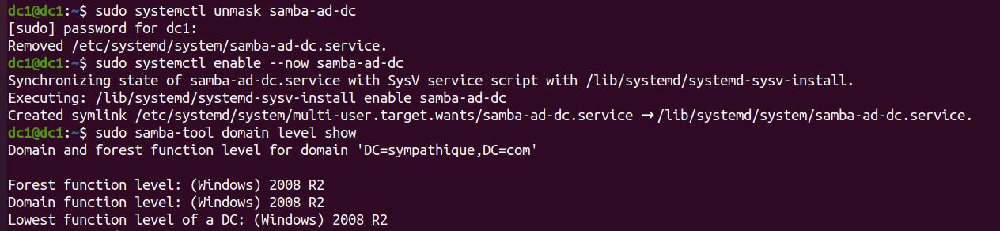 dc1@dc1:~$ sudo systemctl unmask samba-ad-dc
[sudo] password for dc1:
Removed /etc/systemd/system/samba-ad-dc.service.
dc1@dc1:~$ sudo systemctl enable --now samba-ad-dc
Synchronizing state of samba-ad-dc.service with SysV service script with /lib/systemd/systemd-sysv-install.
Executing: /lib/systemd/systemd-sysv-install enable samba-ad-dc
Created symlink /etc/systemd/system/multi-user.target.wants/samba-ad-dc.service → /lib/systemd/system/samba-ad-dc.service.
dc1@dc1:~$ sudo samba-tool domain level show
Domain and forest function level for domain 'DC=sympathique,DC=com'
Forest function level: (Windows) 2008 R2
Domain function level: (Windows) 2008 R2
Lowest function level of a DC: (Windows) 2008 R2